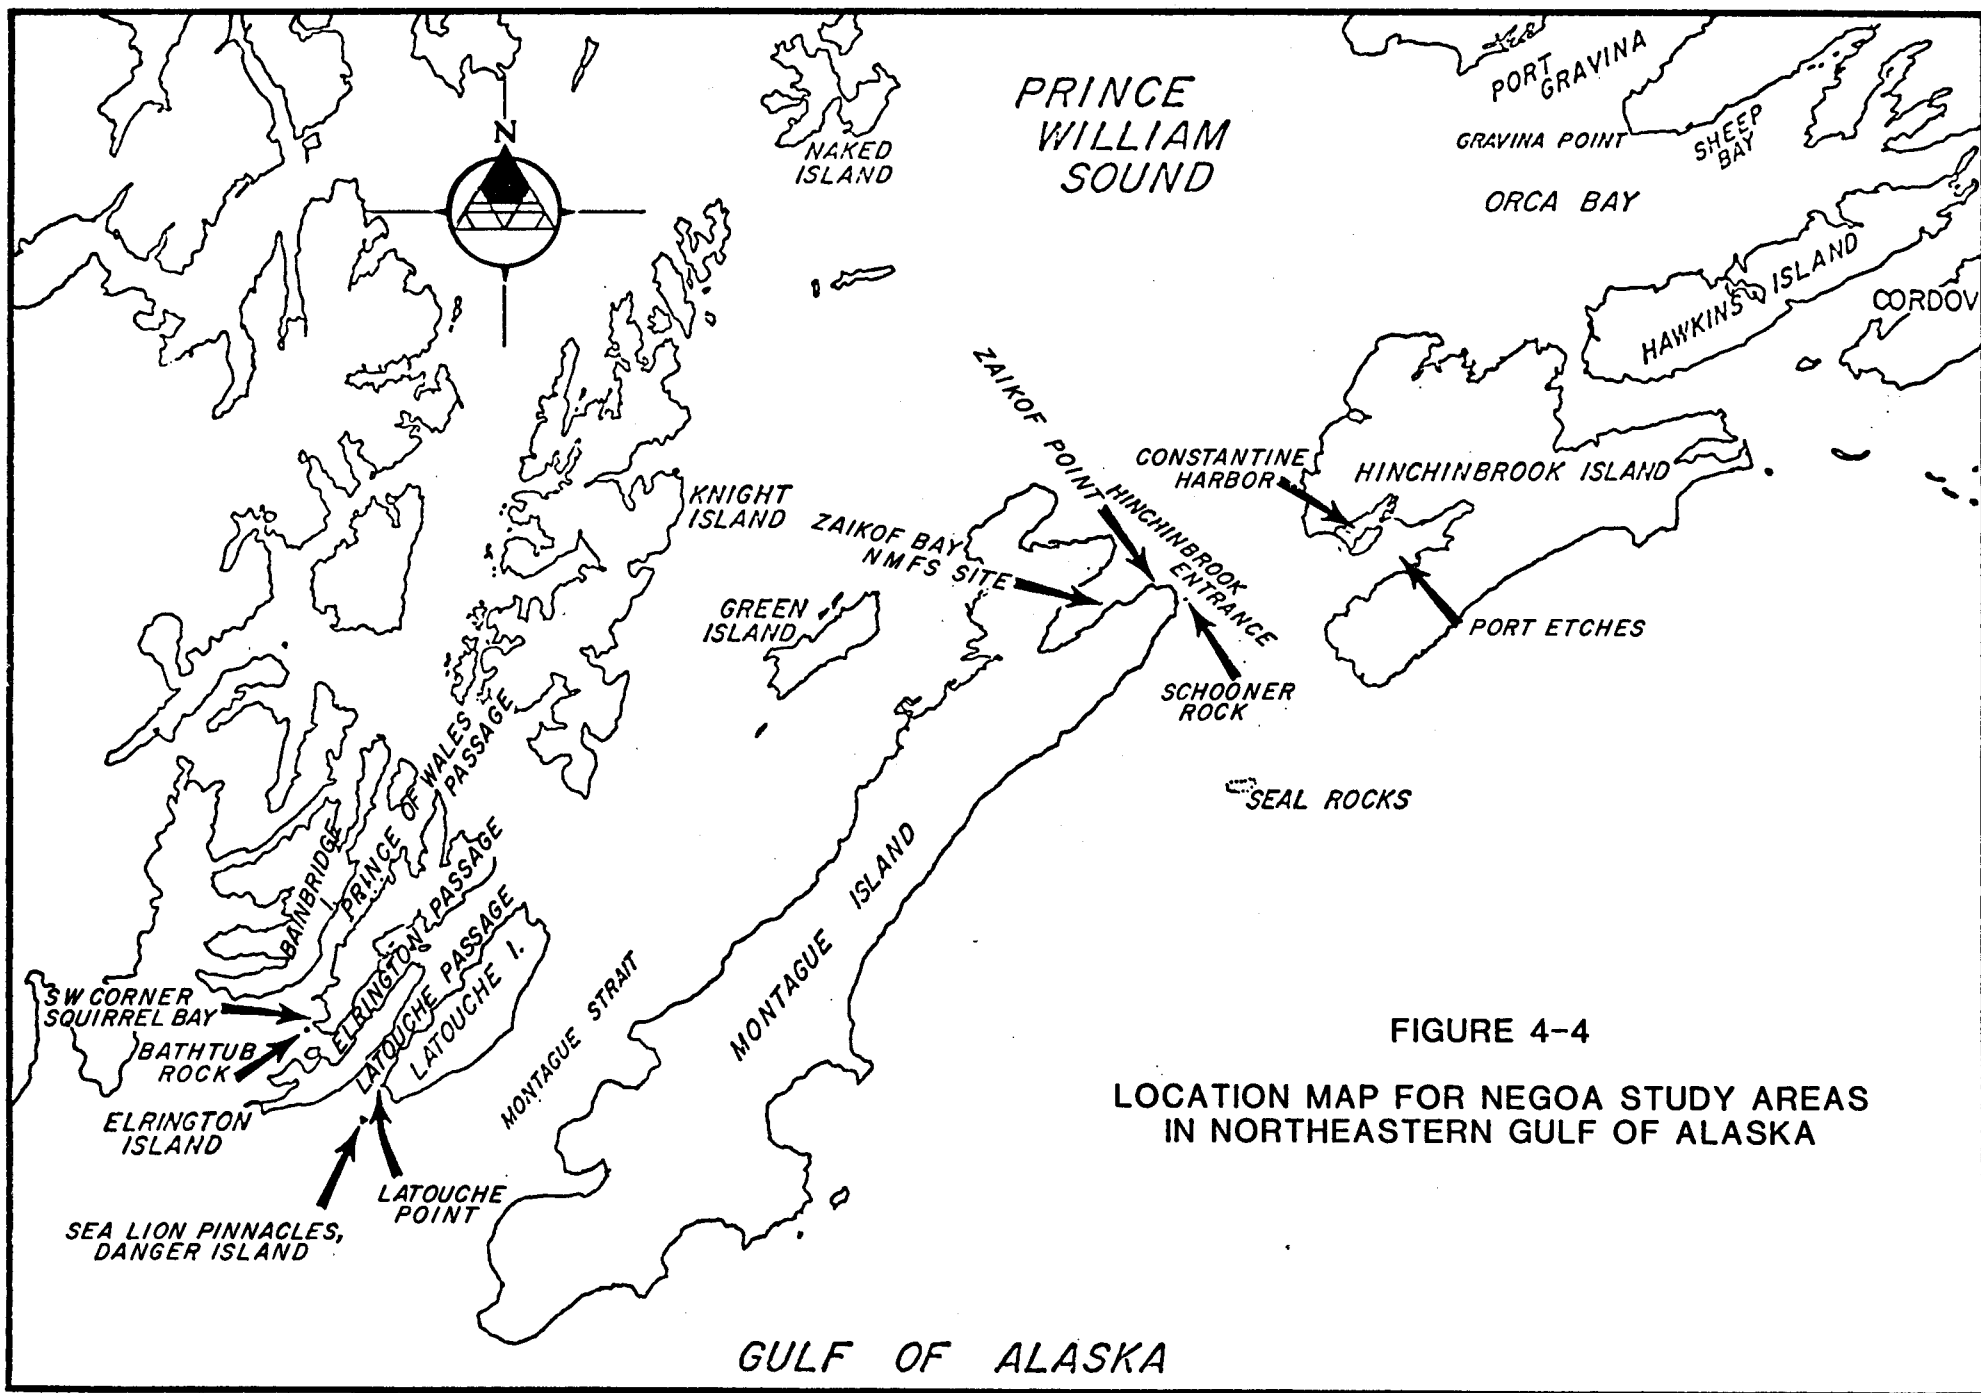 PRINCE
WILLIAM
SOUND
N
NAKED
ISLAND
PORT
GRAVINA
GRAVINA POINT
SHEEP
BAY
ORCA BAY
HAWKINS ISLAND
CORDOV
ZAIKOF POINT
HINCHINBROOK
ENTRANCE
CONSTANTINE
HARBOR
HINCHINBROOK ISLAND
KNIGHT
ISLAND
ZAIKOF BAY
NMFS SITE
GREEN
ISLAND
PORT ETCHES
SCHOONER
ROCK
SEAL ROCKS
PRINCE OF WALES
PASSAGE
BAINBRIDGE
I.
ELRINGTON PASSAGE
LATOUCHE PASSAGE
LATOUCHE I.
MONTAGUE STRAIT
MONTAGUE ISLAND
SW CORNER
SQUIRREL BAY
BATHTUB
ROCK
ELRINGTON
ISLAND
LATOUCHE
POINT
SEA LION PINNACLES,
DANGER ISLAND
GULF OF ALASKA
FIGURE 4-4
LOCATION MAP FOR NEGOA STUDY AREAS
IN NORTHEASTERN GULF OF ALASKA